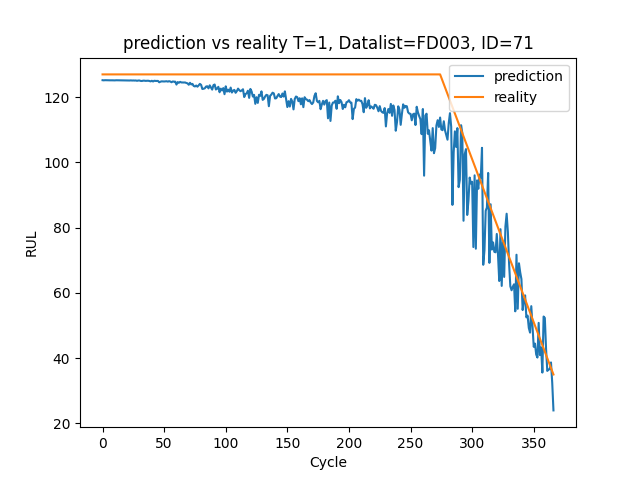 prediction vs reality T=1, Datalist=FD003, ID=71
prediction
reality
RUL
120
100
80
60
40
20
0 50 100 150 200 250 300 350
Cycle